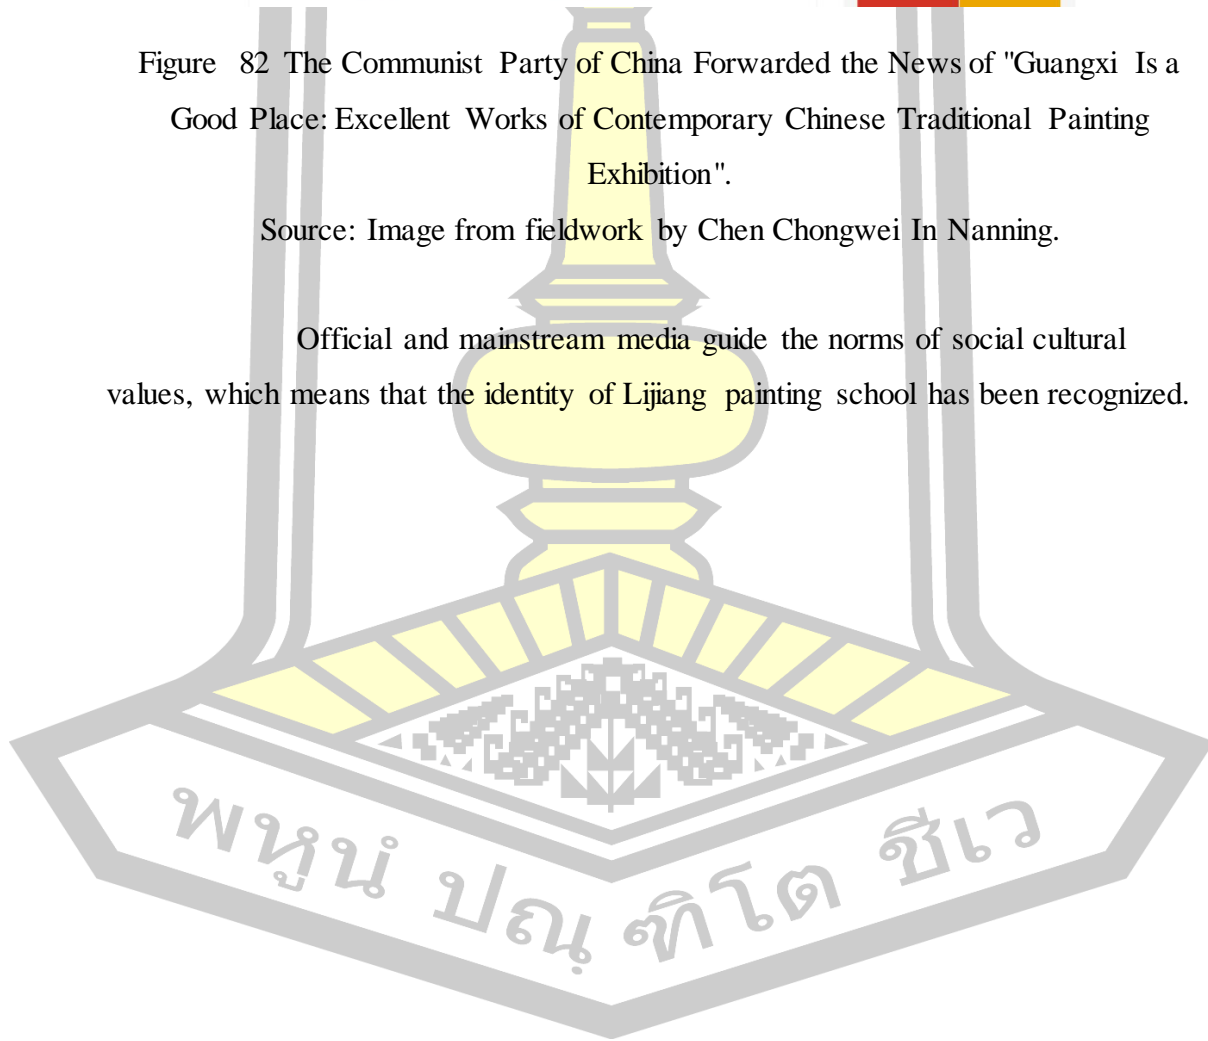 Figure 82 The Communist Party of China Forwarded the News of "Guangxi Is a
Good Place: Excellent Works of Contemporary Chinese Traditional Painting
Exhibition".
Source: Image from fieldwork by Chen Chongwei In Nanning.
Official and mainstream media guide the norms of social cultural
values, which means that the identity of Lijiang painting school has been recognized.
พหูนํ ปณฺฑิโต ชีเว